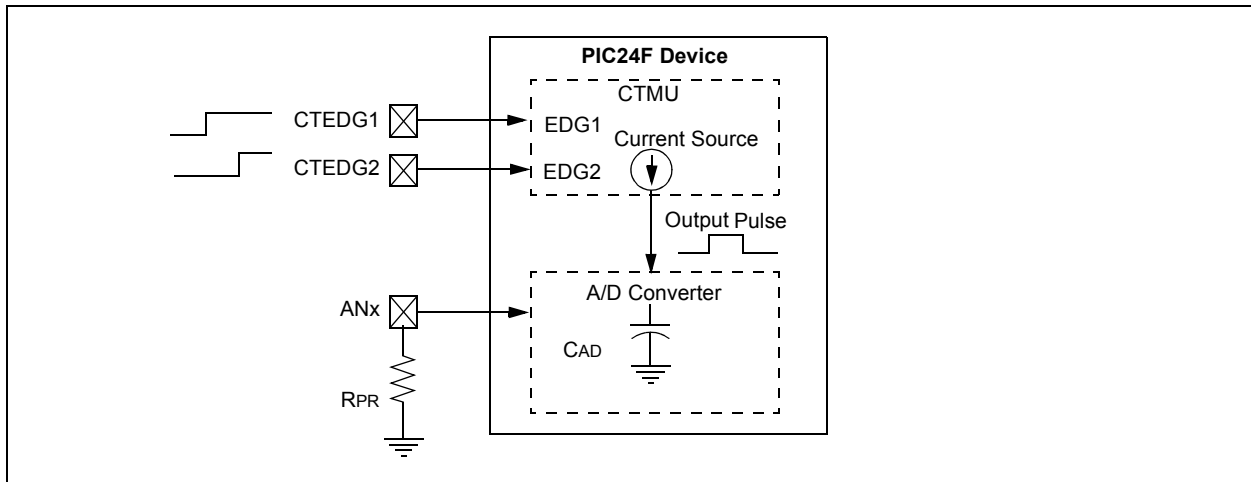 PIC24F Device
CTMU
CTEDG1
EDG1
Current Source
CTEDG2
EDG2
Output Pulse
A/D Converter
ANx
CAD
RPR